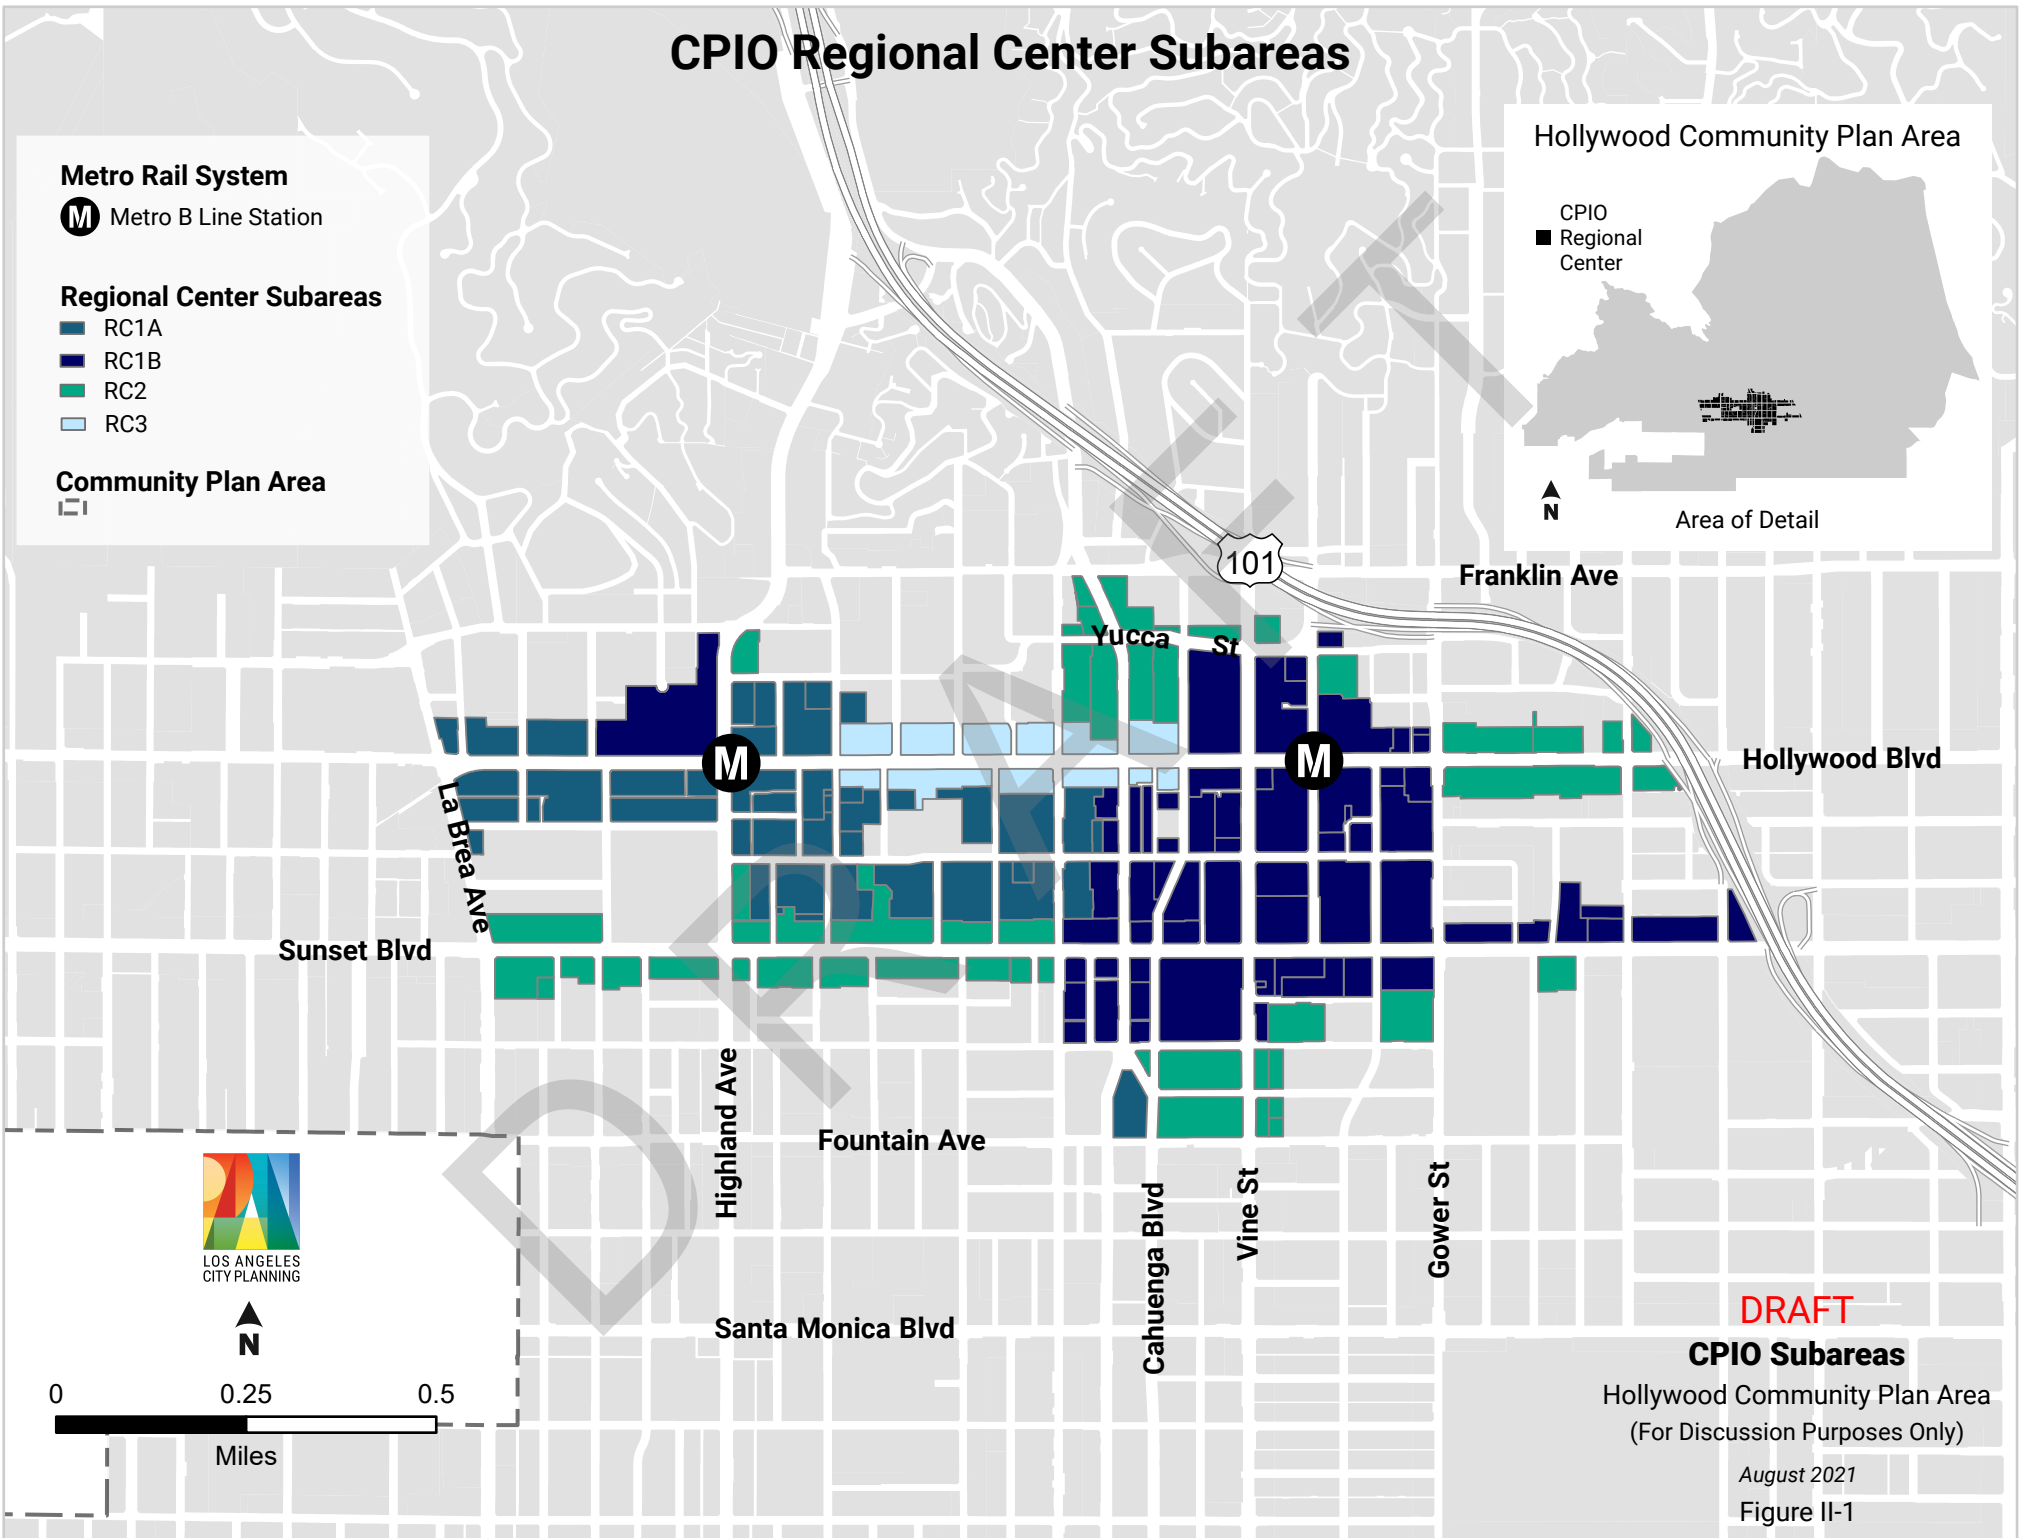 CPIO Regional Center Subareas
Metro Rail System
M Metro B Line Station
Regional Center Subareas
RC1A
RC1B
RC2
RC3
Community Plan Area
Hollywood Community Plan Area
CPIO
Regional
Center
N
Area of Detail
101
Franklin Ave
Yucca St
M
M
Hollywood Blvd
La Brea Ave
Sunset Blvd
Highland Ave
Fountain Ave
Cahuenga Blvd
Vine St
Gower St
Santa Monica Blvd
DRAFT
LOS ANGELES
CITY PLANNING
N
0 0.25 0.5
Miles
DRAFT
CPIO Subareas
Hollywood Community Plan Area
(For Discussion Purposes Only)
August 2021
Figure II-1